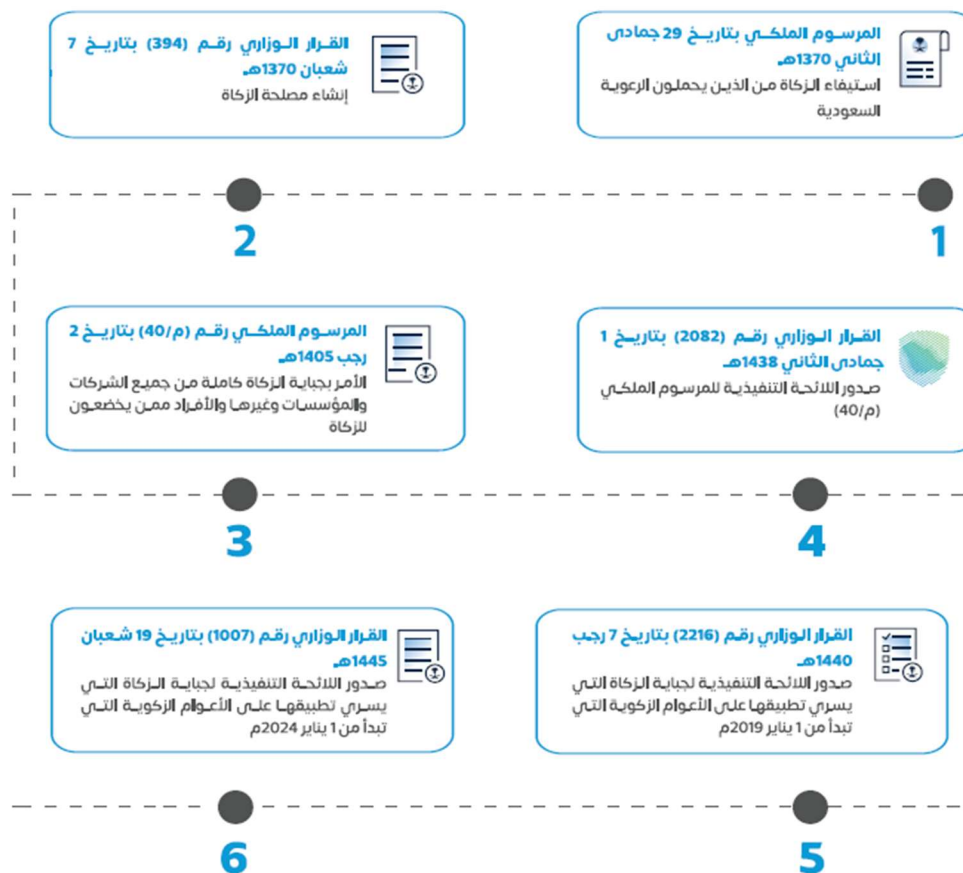 المرسوم الملكي بتاريخ 29 جمادى
الثاني 1370هـ
استيفاء الزكاة من الذين يحملون الرعوية
السعودية
1
القرار الوزاري رقم (394) بتاريخ 7
شعبان 1370هـ
إنشاء مصلحة الزكاة
2
المرسوم الملكي رقم (م/40) بتاريخ 2
رجب 1405هـ
الأمر بجباية الزكاة كاملة من جميع الشركات
والمؤسسات وغيرها والأفراد ممن يخضعون
للزكاة
3
القرار الوزاري رقم (2082) بتاريخ 1
جمادى الثاني 1438هـ
صدور اللائحة التنفيذية للمرسوم الملكي
(م/40)
4
القرار الوزاري رقم (2216) بتاريخ 7 رجب
1440هـ
صدور اللائحة التنفيذية لجباية الزكاة التي
يسري تطبيقها على الأعوام الزكوية التي
تبدأ من 1 يناير 2019م
5
القرار الوزاري رقم (1007) بتاريخ 19 شعبان
1445هـ
صدور اللائحة التنفيذية لجباية الزكاة التي
يسري تطبيقها على الأعوام الزكوية التي
تبدأ من 1 يناير 2024م
6